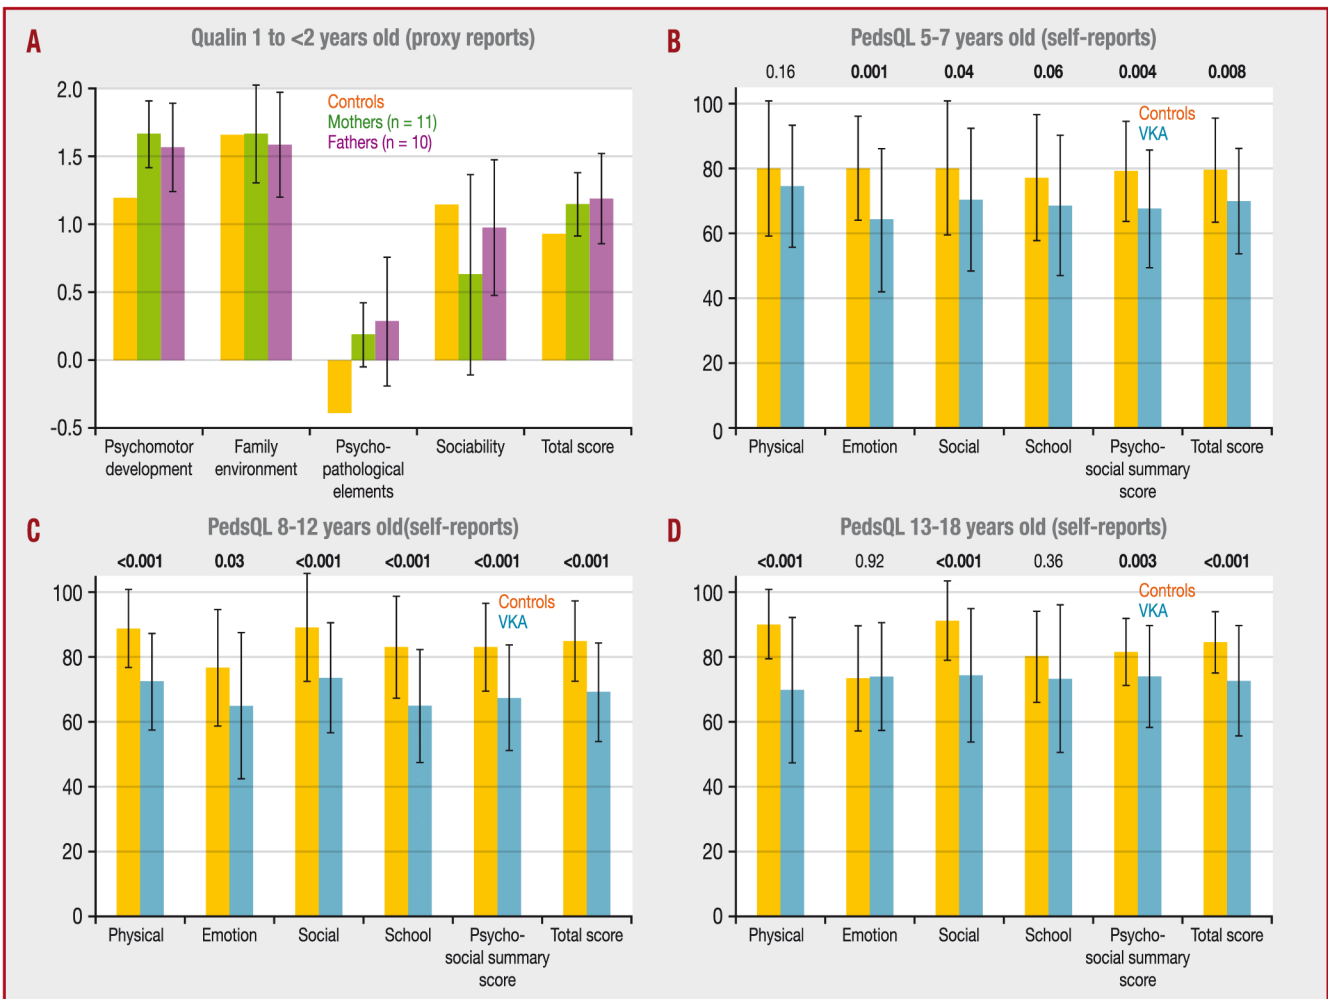 A
Qualin 1 to <2 years old (proxy reports)
2.0
1.5
1.0
0.5
0.0
-0.5
Controls
Mothers (n = 11)
Fathers (n = 10)
Psychomotor
development
Family
environment
Psycho-
pathological
elements
Sociability
Total score
B
PedsQL 5-7 years old (self-reports)
0.16 0.001 0.04 0.06 0.004 0.008
100
80
60
40
20
0
Controls
VKA
Physical
Emotion
Social
School
Psycho-
social summary
score
Total score
C
PedsQL 8-12 years old(self-reports)
<0.001 0.03 <0.001 <0.001 <0.001 <0.001
100
80
60
40
20
0
Controls
VKA
Physical
Emotion
Social
School
Psycho-
social summary
score
Total score
D
PedsQL 13-18 years old (self-reports)
<0.001 0.92 <0.001 0.36 0.003 <0.001
100
80
60
40
20
0
Controls
VKA
Physical
Emotion
Social
School
Psycho-
social summary
score
Total score